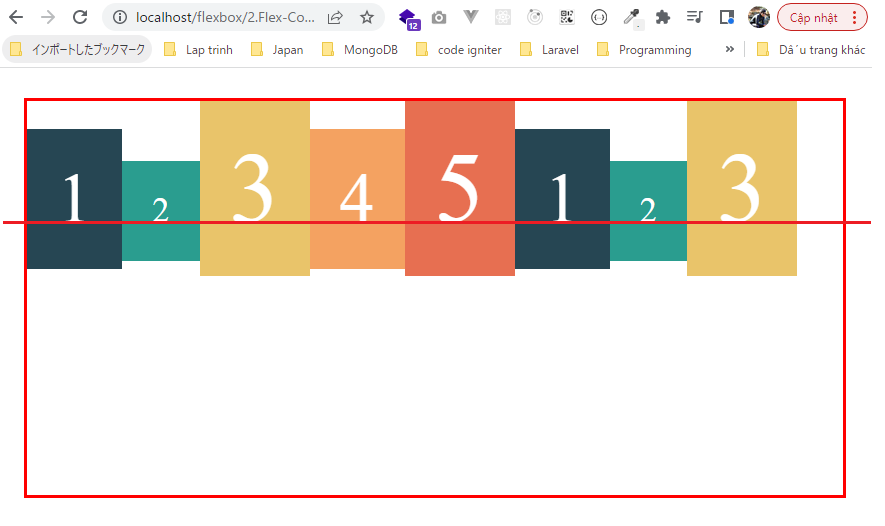 localhost/flexbox/2.Flex-Co... Cập nhật
12
インポートしたブックマーク Lap trinh Japan MongoDB code igniter Laravel Programming » Dấu trang khác
1 2 3 4 5 1 2 3